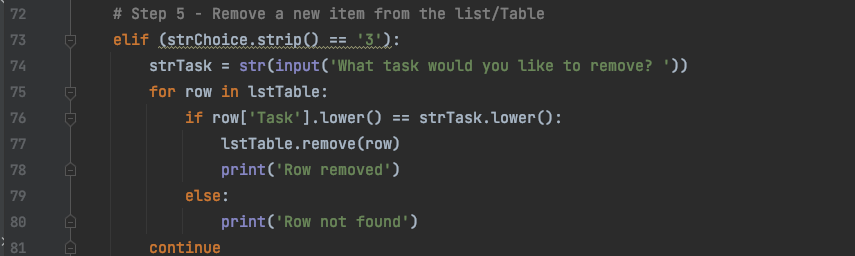 72 # Step 5 - Remove a new item from the list/Table
73 elif (strChoice.strip() == '3'):
74 strTask = str(input('What task would you like to remove? '))
75 for row in lstTable:
76 if row['Task'].lower() == strTask.lower():
77 lstTable.remove(row)
78 print('Row removed')
79 else:
80 print('Row not found')
81 continue